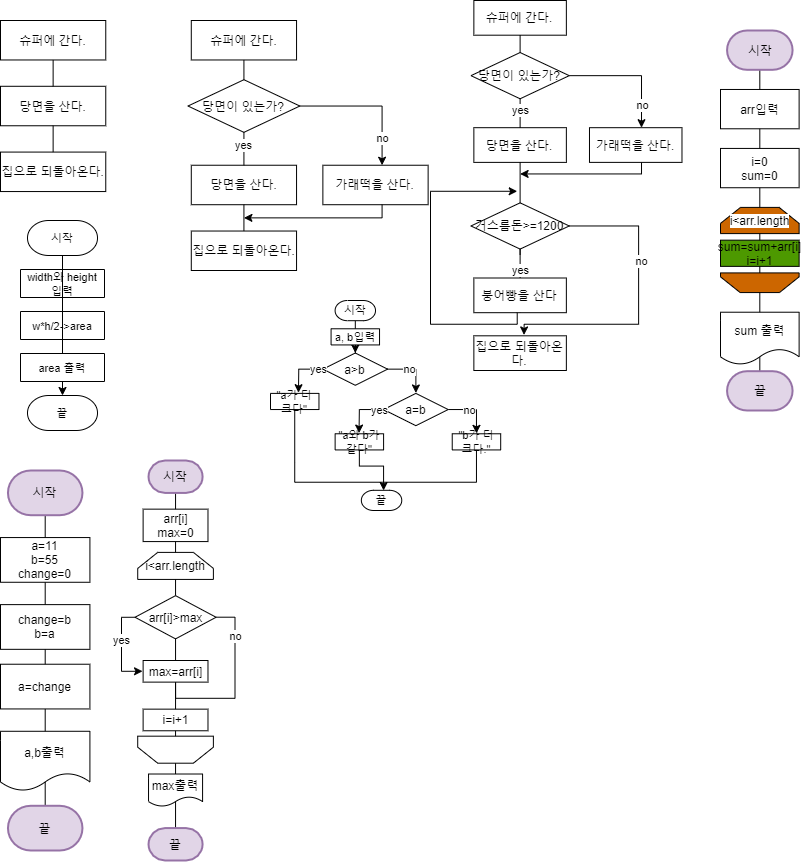 슈퍼에 간다.
당면을 산다.
집으로 되돌아온다.
슈퍼에 간다.
당면이 있는가?
yes
no
당면을 산다.
가래떡을 산다.
집으로 되돌아온다.
슈퍼에 간다.
당면이 있는가?
yes
no
당면을 산다.
가래떡을 산다.
거스름돈>=1200
yes
no
붕어빵을 산다
집으로 되돌아온
다.
시작
arr입력
i=0
sum=0
i<arr.length
sum=sum+arr[i]
i=i+1
sum 출력
끝
시작
width와 height
입력
w*h/2->area
area 출력
끝
시작
a, b입력
a>b
yes
no
"a가 더
크다"
a=b
yes
no
"a와 b가
같다"
"b가 더
크다."
끝
시작
a=11
b=55
change=0
change=b
b=a
a=change
a,b출력
끝
시작
arr[i]
max=0
i<arr.length
arr[i]>max
yes
no
max=arr[i]
i=i+1
max출력
끝